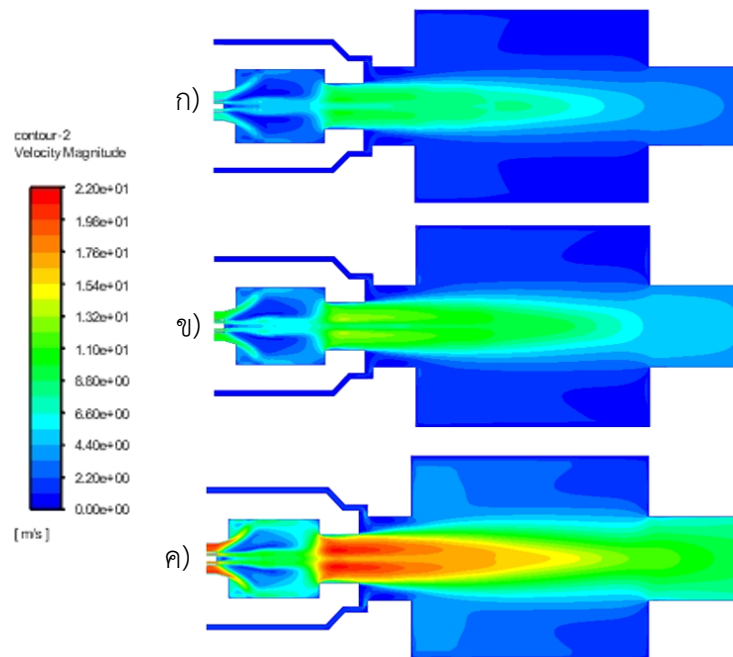 ก)
contour-2
Velocity Magnitude
2.20e+01
1.98e+01
1.76e+01
1.54e+01
1.32e+01
1.10e+01
8.80e+00
6.60e+00
4.40e+00
2.20e+00
0.00e+00
[ m/s ]
ข)
ค)